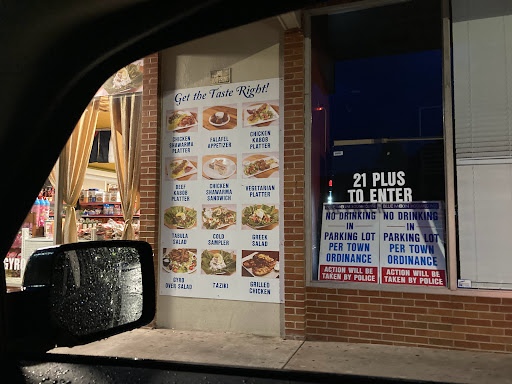 Get the Taste Right!
CHICKEN
SHAWARMA
PLATTER
FALAFEL
APPETIZER
CHICKEN
KABOB
PLATTER
BEEF
KABOB
PLATTER
CHICKEN
SHAWARMA
SANDWICH
VEGETARIAN
PLATTER
TABULA
SALAD
COLD
SAMPLER
GREEK
SALAD
GYRO
OVER SALAD
TAZIKI
GRILLED
CHICKEN
GYR
21 PLUS
TO ENTER
NO DRINKING
IN
PARKING LOT
PER TOWN
ORDINANCE
ACTION WILL BE
TAKEN BY POLICE
NO DRINKING
IN
PARKING LOT
PER TOWN
ORDINANCE
ACTION WILL BE
TAKEN BY POLICE